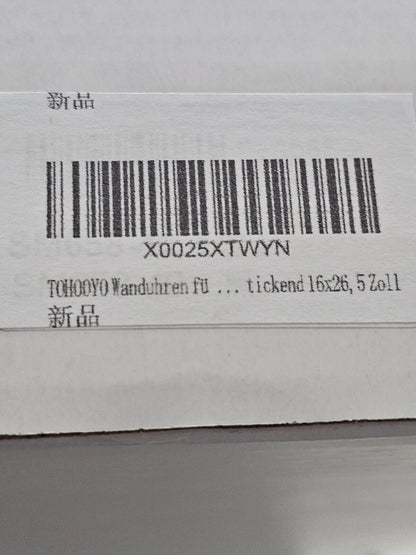 新品
X0025XTWYN
TOHOOYO Wanduhren fü ... tickend 16x26,5 Zoll
新品